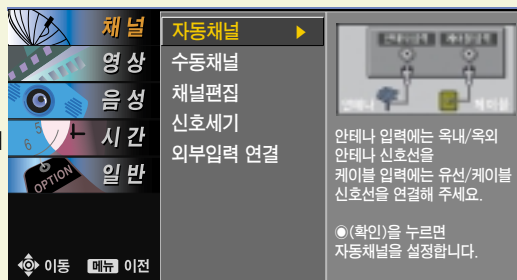 채널
영상
음성
시간
일반
5
6
OPTION
이동 메뉴 이전
자동채널
수동채널
채널편집
신호세기
외부입력 연결
안테나
케이블
안테나 입력에는 옥내/옥외
안테나 신호선을
케이블 입력에는 유선/케이블
신호선을 연결해 주세요.
◉(확인)을 누르면
자동채널을 설정합니다.